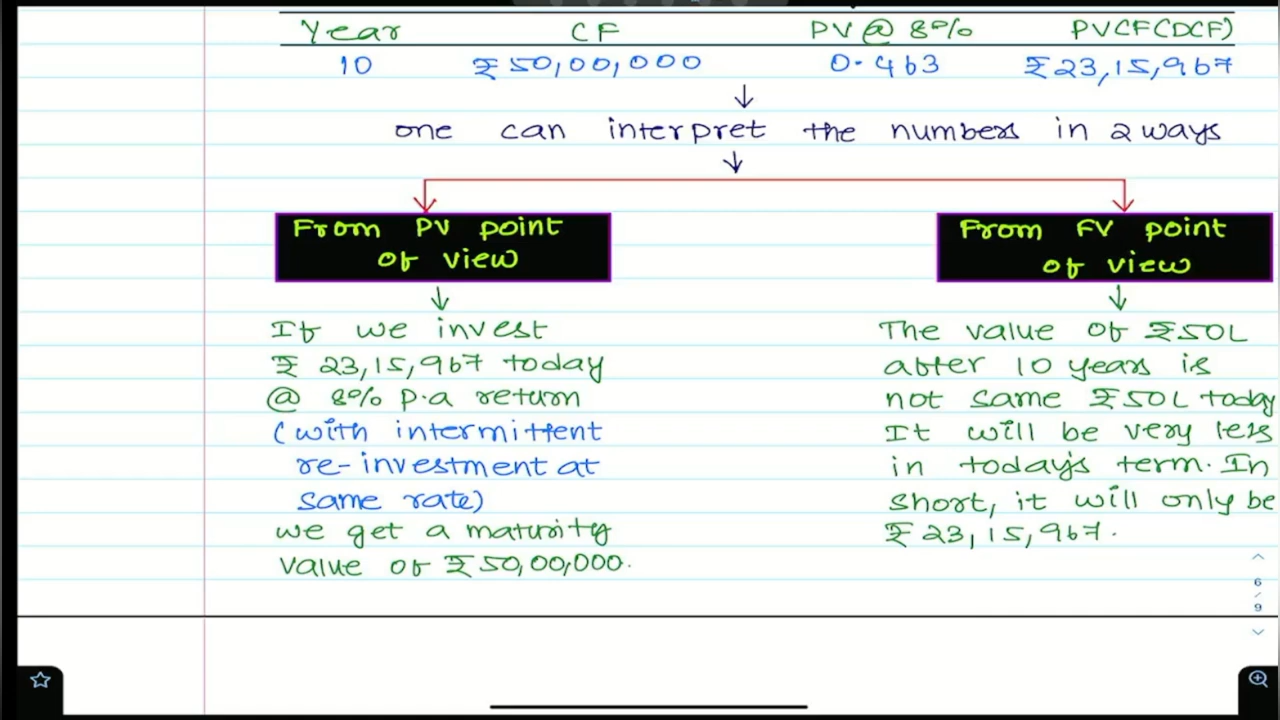 Year CF PV @ 8% PVCF(DCF)
10 ₹50,00,000 0.463 ₹23,15,967
one can interpret the numbers in 2 ways
From PV point
of view
If we invest
₹ 23,15,967 today
@ 8% p.a return
(with intermittent
re-investment at
same rate)
we get a maturity
value of ₹50,00,000.
From FV point
of view
The value of ₹50L
after 10 years is
not same ₹50L today
It will be very less
in today's term. In
short, it will only be
₹23,15,967.
6
/
9